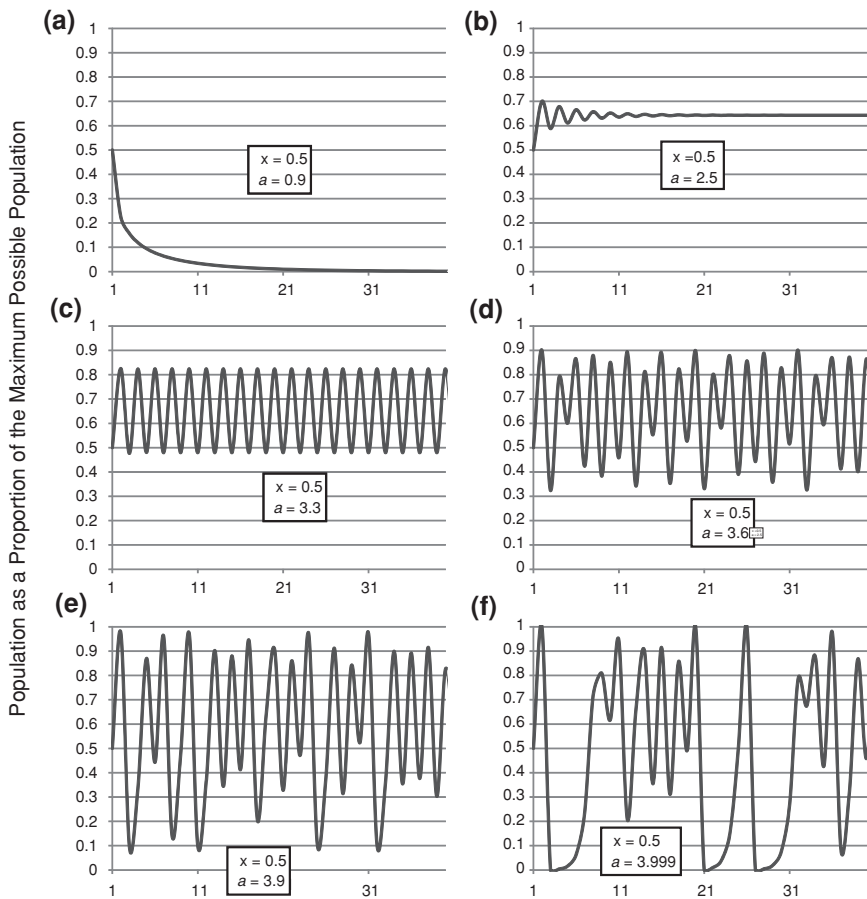 Population as a Proportion of the Maximum Possible Population
(a)
1
0.9
0.8
0.7
0.6
0.5
0.4
0.3
0.2
0.1
0
x = 0.5
a = 0.9
1 11 21 31
(b)
1
0.9
0.8
0.7
0.6
0.5
0.4
0.3
0.2
0.1
0
x =0.5
a = 2.5
1 11 21 31
(c)
1
0.9
0.8
0.7
0.6
0.5
0.4
0.3
0.2
0.1
0
x = 0.5
a = 3.3
1 11 21 31
(d)
1
0.9
0.8
0.7
0.6
0.5
0.4
0.3
0.2
0.1
0
x = 0.5
a = 3.6
1 11 21 31
(e)
1
0.9
0.8
0.7
0.6
0.5
0.4
0.3
0.2
0.1
0
x = 0.5
a = 3.9
1 11 31
(f)
1
0.9
0.8
0.7
0.6
0.5
0.4
0.3
0.2
0.1
0
x = 0.5
a = 3.999
1 11 21 31